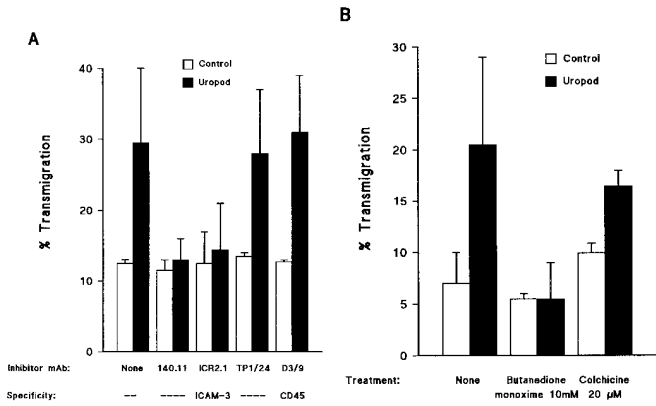 A
Control
Uropod
% Transmigration
40
30
20
10
0
Inhibitor mAb: None 140.11 ICR2.1 TP1/24 D3/9
Specificity: -- ---- ICAM-3 ---- CD45
B
Control
Uropod
% Transmigration
30
25
20
15
10
5
0
Treatment: None Butanedione Colchicine
monoxime 10mM 20 μM